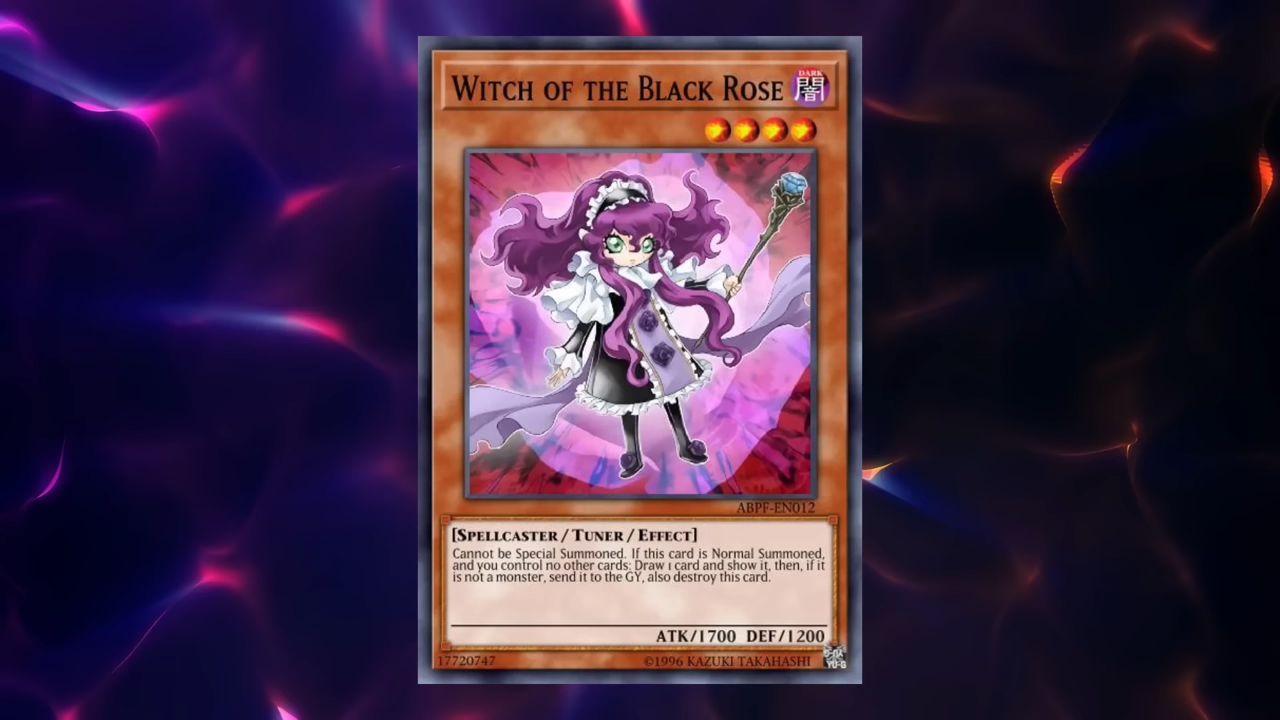 WITCH OF THE BLACK ROSE
DARK
闇
ABPF-EN012
[SPELLCASTER / TUNER / EFFECT]
Cannot be Special Summoned. If this card is Normal Summoned,
and you control no other cards: Draw 1 card and show it, then, if it
is not a monster, send it to the GY, also destroy this card.
ATK/1700 DEF/1200
17720747
©1996 KAZUKI TAKAHASHI